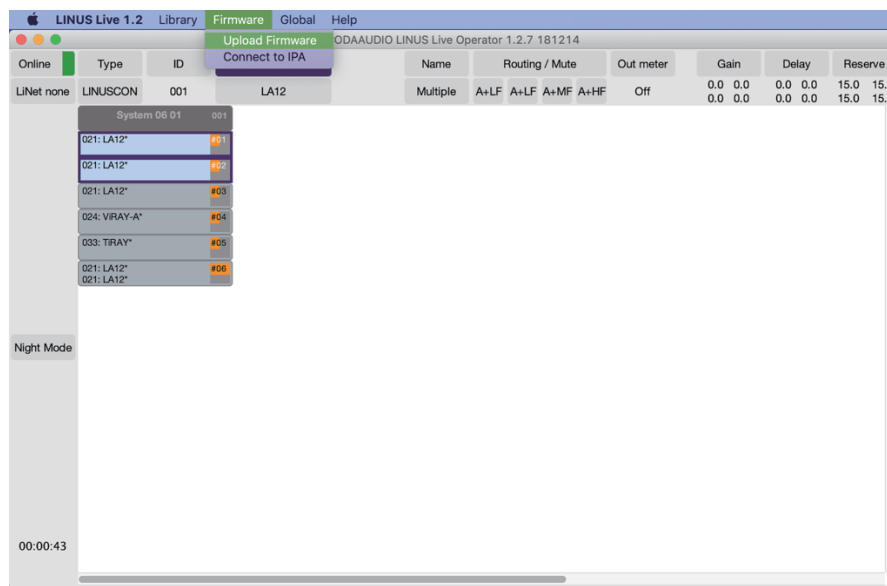 LINUS Live 1.2 Library Firmware Global Help
Upload Firmware
ODAAUDIO LINUS Live Operator 1.2.7 181214
Connect to IPA
Online Type ID Name Routing / Mute Out meter Gain Delay Reserve
LiNet none LINUSCON 001 LA12 Multiple A+LF A+LF A+MF A+HF Off 0.0 0.0 0.0 0.0 15.0 15.
0.0 0.0 0.0 0.0 15.0 15.
System 06 01 001
021: LA12* #01
021: LA12* #02
021: LA12* #03
024: ViRAY-A* #04
033: TiRAY* #05
021: LA12* #06
021: LA12*
Night Mode
00:00:43